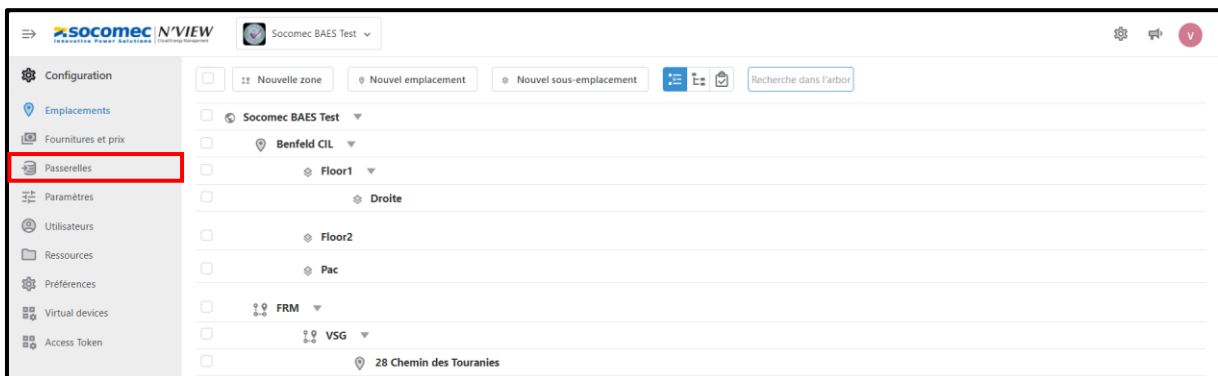 socomec N'VIEW
Innovative Power Solutions
Socomec BAES Test
V
Configuration
Emplacements
Fournitures et prix
Passerelles
Paramètres
Utilisateurs
Ressources
Préférences
Virtual devices
Access Token
Nouvelle zone
Nouvel emplacement
Nouvel sous-emplacement
Recherche dans l'arbor
Socomec BAES Test
Benfeld CIL
Floor1
Droite
Floor2
Pac
FRM
VSG
28 Chemin des Touranies